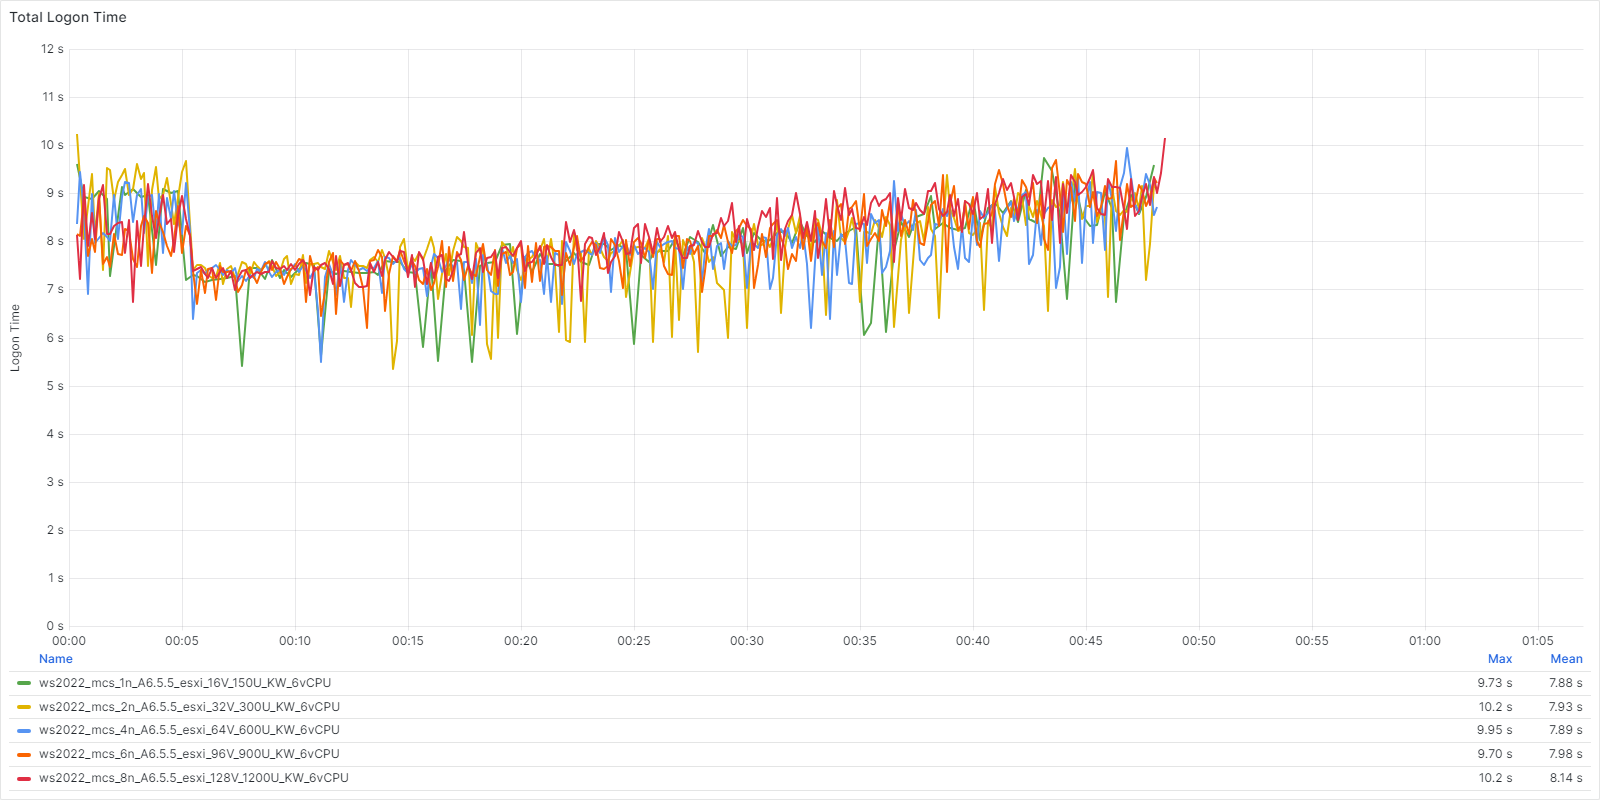 Total Logon Time
12 s
11 s
10 s
9 s
8 s
7 s
6 s
5 s
4 s
3 s
2 s
1 s
0 s
Logon Time
00:00 00:05 00:10 00:15 00:20 00:25 00:30 00:35 00:40 00:45 00:50 00:55 01:00 01:05
Name Max Mean
ws2022_mcs_1n_A6.5.5_esxi_16V_150U_KW_6vCPU 9.73 s 7.88 s
ws2022_mcs_2n_A6.5.5_esxi_32V_300U_KW_6vCPU 10.2 s 7.93 s
ws2022_mcs_4n_A6.5.5_esxi_64V_600U_KW_6vCPU 9.95 s 7.89 s
ws2022_mcs_6n_A6.5.5_esxi_96V_900U_KW_6vCPU 9.70 s 7.98 s
ws2022_mcs_8n_A6.5.5_esxi_128V_1200U_KW_6vCPU 10.2 s 8.14 s